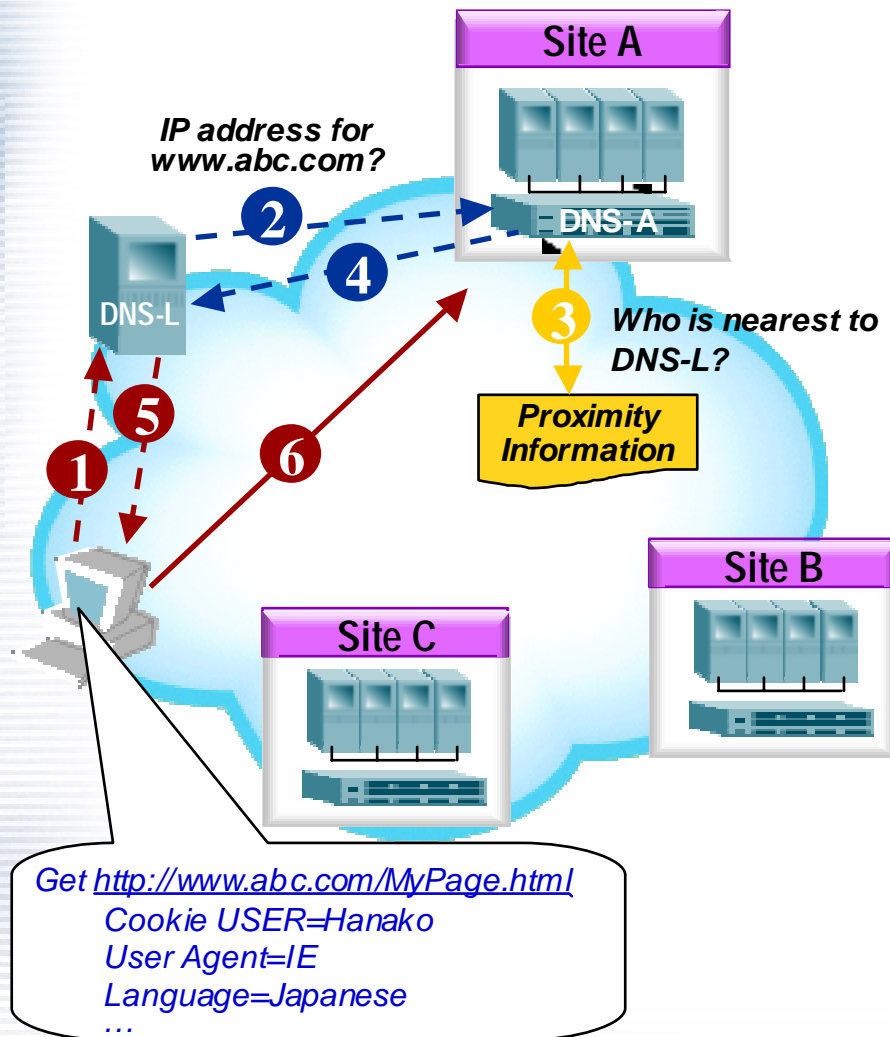 Site A
IP address for
www.abc.com?
2
DNS-A
4
DNS-L
3
Who is nearest to
DNS-L?
5
Proximity
Information
6
1
Site B
Site C
Get http://www.abc.com/MyPage.html
Cookie USER=Hanako
User Agent=IE
Language=Japanese
…